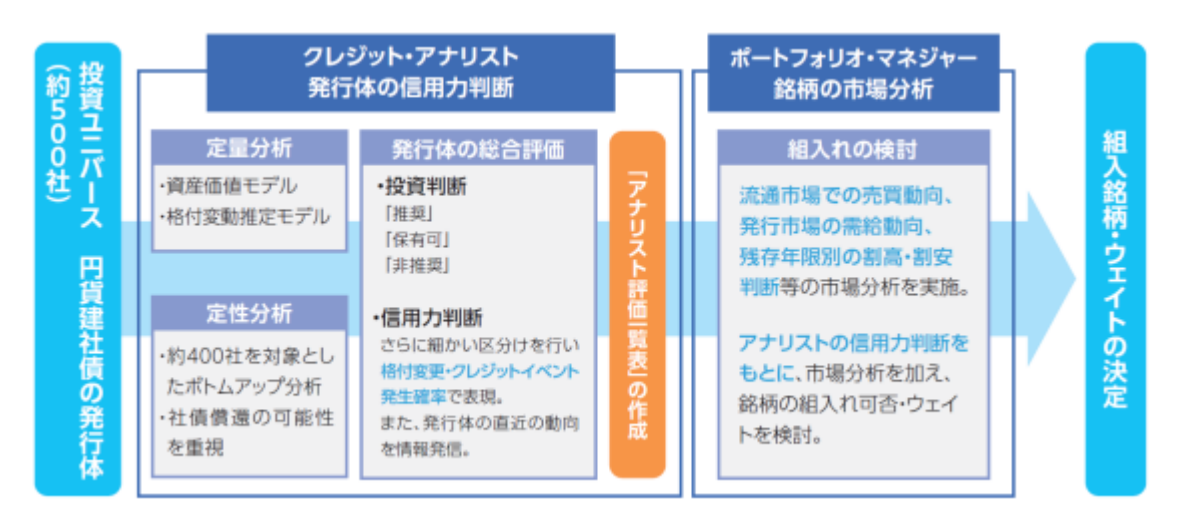 投資ユニバース　円貨建社債の発行体
（約500社）
クレジット・アナリスト
発行体の信用力判断
定量分析
・資産価値モデル
・格付変動推定モデル
定性分析
・約400社を対象とし
たボトムアップ分析
・社債償還の可能性
を重視
発行体の総合評価
・投資判断
「推奨」
「保有可」
「非推奨」
・信用力判断
さらに細かい区分けを行い
格付変更・クレジットイベント
発生確率で表現。
また、発行体の直近の動向
を情報発信。
「アナリスト評価一覧表」の作成
ポートフォリオ・マネジャー
銘柄の市場分析
組入れの検討
流通市場での売買動向、
発行市場の需給動向、
残存年限別の割高・割安
判断等の市場分析を実施。
アナリストの信用力判断を
もとに、市場分析を加え、
銘柄の組入れ可否・ウェイ
トを検討。
組入銘柄・ウェイトの決定